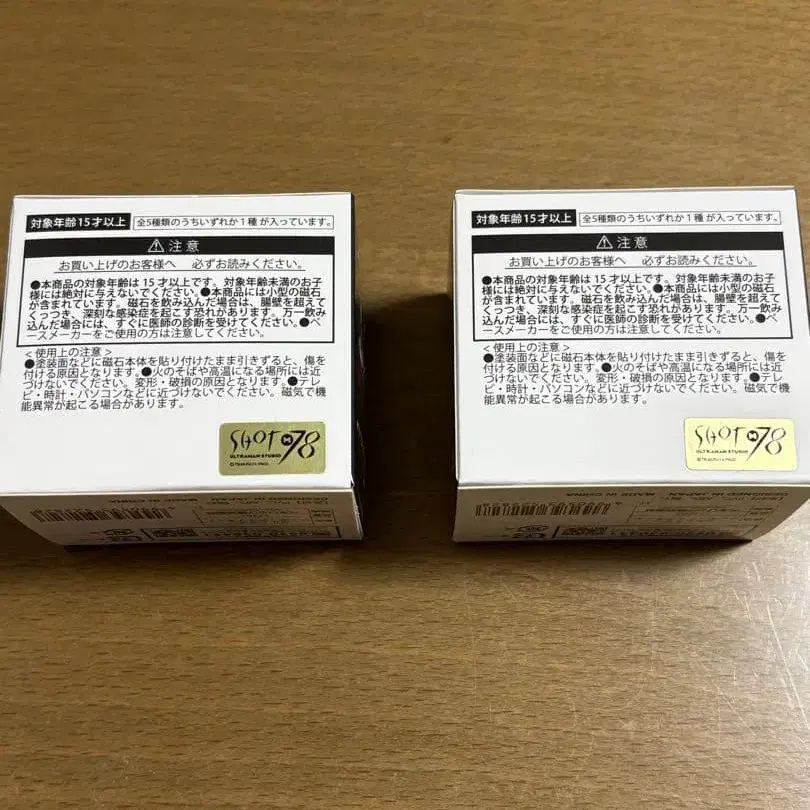 対象年齢15才以上
全5種類のうちいずれか1種が入っています。
⚠注意
お買い上げのお客様へ 必ずお読みください。
●本商品の対象年齢は15才以上です。対象年齢未満のお子
様には絶対に与えないでください。●本商品には小型の磁石
が含まれています。磁石を飲み込んだ場合は、腸壁を超えて
くっつき、深刻な感染症を起こす恐れがあります。万一飲み
込んだ場合には、すぐに医師の診断を受けてください。●ペ
ースメーカーをご使用の方は注意してください。
<使用上の注意>
●塗装面などに磁石本体を貼り付けたまま引きずると、傷を
付ける原因となります。●火のそばや高温になる場所には近
づけないでください。変形・破損の原因となります。●テレ
ビ・時計・パソコンなどに近づけないでください。磁気で機
能異常が起こる場合があります。
SHOT M78
ULTRAMAN STUDIO
DESIGNED IN JAPAN MADE IN CHINA
対象年齢15才以上
全5種類のうちいずれか1種が入っています。
⚠注意
お買い上げのお客様へ 必ずお読みください。
●本商品の対象年齢は15才以上です。対象年齢未満のお子
様には絶対に与えないでください。●本商品には小型の磁石
が含まれています。磁石を飲み込んだ場合は、腸壁を超えて
くっつき、深刻な感染症を起こす恐れがあります。万一飲み
込んだ場合には、すぐに医師の診断を受けてください。●ペ
ースメーカーをご使用の方は注意してください。
<使用上の注意>
●塗装面などに磁石本体を貼り付けたまま引きずると、傷を
付ける原因となります。●火のそばや高温になる場所には近
づけないでください。変形・破損の原因となります。●テレ
ビ・時計・パソコンなどに近づけないでください。磁気で機
能異常が起こる場合があります。
SHOT M78
ULTRAMAN STUDIO
DESIGNED IN JAPAN MADE IN CHINA